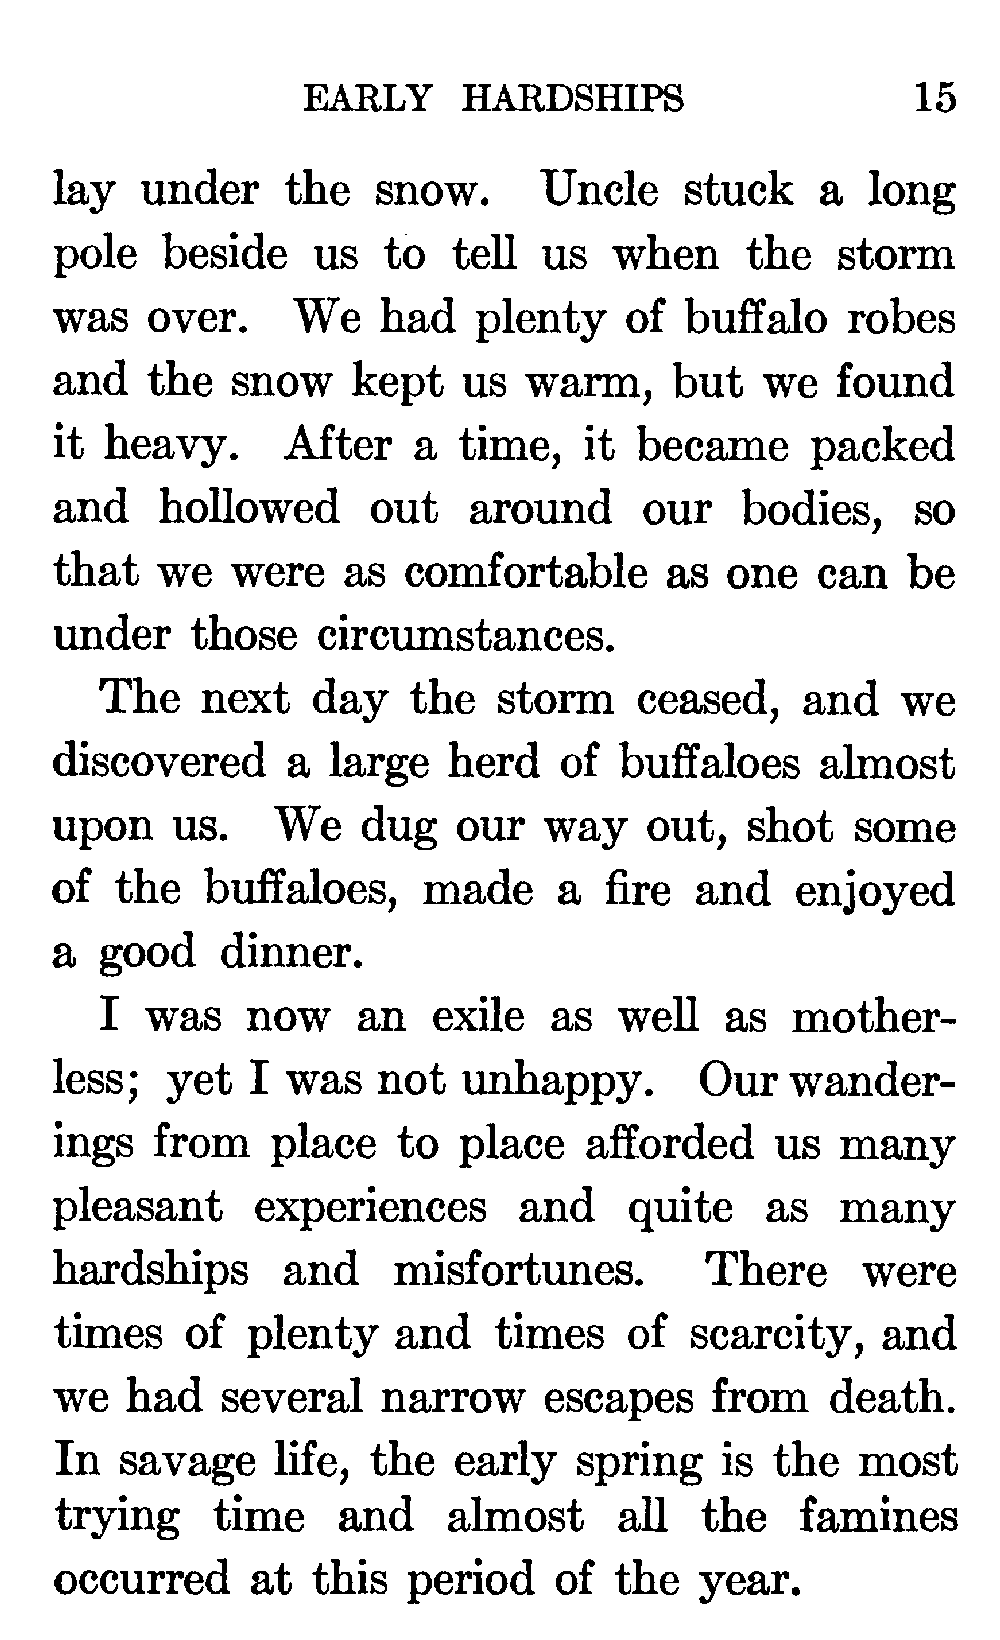 EARLY HARDSHIPS 15
lay under the snow. Uncle stuck a long
pole beside us to tell us when the storm
was over. We had plenty of buffalo robes
and the snow kept us warm, but we found
it heavy. After a time, it became packed
and hollowed out around our bodies, so
that we were as comfortable as one can be
under those circumstances.
The next day the storm ceased, and we
discovered a large herd of buffaloes almost
upon us. We dug our way out, shot some
of the buffaloes, made a fire and enjoyed
a good dinner.
I was now an exile as well as mother-
less; yet I was not unhappy. Our wander-
ings from place to place afforded us many
pleasant experiences and quite as many
hardships and misfortunes. There were
times of plenty and times of scarcity, and
we had several narrow escapes from death.
In savage life, the early spring is the most
trying time and almost all the famines
occurred at this period of the year.